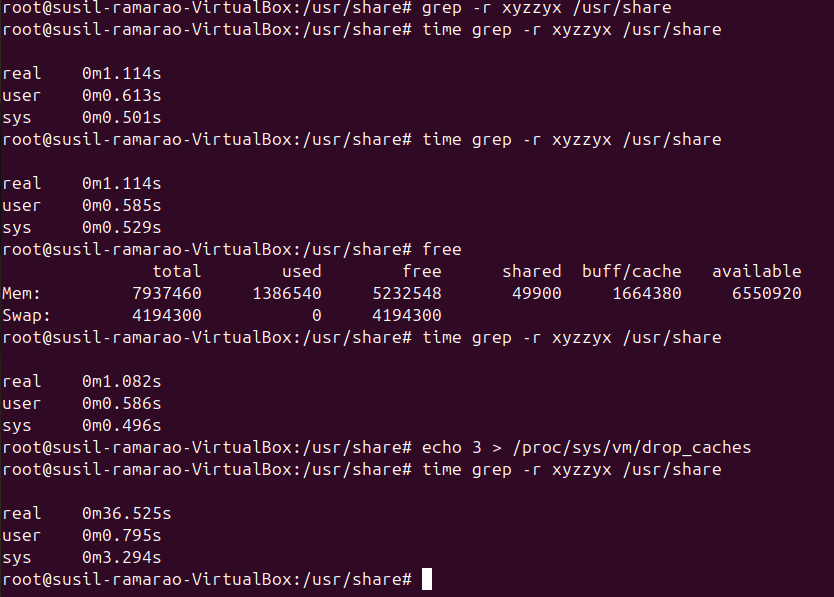 root@susil-ramarao-VirtualBox:/usr/share# grep -r xyzzyx /usr/share
root@susil-ramarao-VirtualBox:/usr/share# time grep -r xyzzyx /usr/share
real 0m1.114s
user 0m0.613s
sys 0m0.501s
root@susil-ramarao-VirtualBox:/usr/share# time grep -r xyzzyx /usr/share
real 0m1.114s
user 0m0.585s
sys 0m0.529s
root@susil-ramarao-VirtualBox:/usr/share# free
total used free shared buff/cache available
Mem: 7937460 1386540 5232548 49900 1664380 6550920
Swap: 4194300 0 4194300
root@susil-ramarao-VirtualBox:/usr/share# time grep -r xyzzyx /usr/share
real 0m1.082s
user 0m0.586s
sys 0m0.496s
root@susil-ramarao-VirtualBox:/usr/share# echo 3 > /proc/sys/vm/drop_caches
root@susil-ramarao-VirtualBox:/usr/share# time grep -r xyzzyx /usr/share
real 0m36.525s
user 0m0.795s
sys 0m3.294s
root@susil-ramarao-VirtualBox:/usr/share#